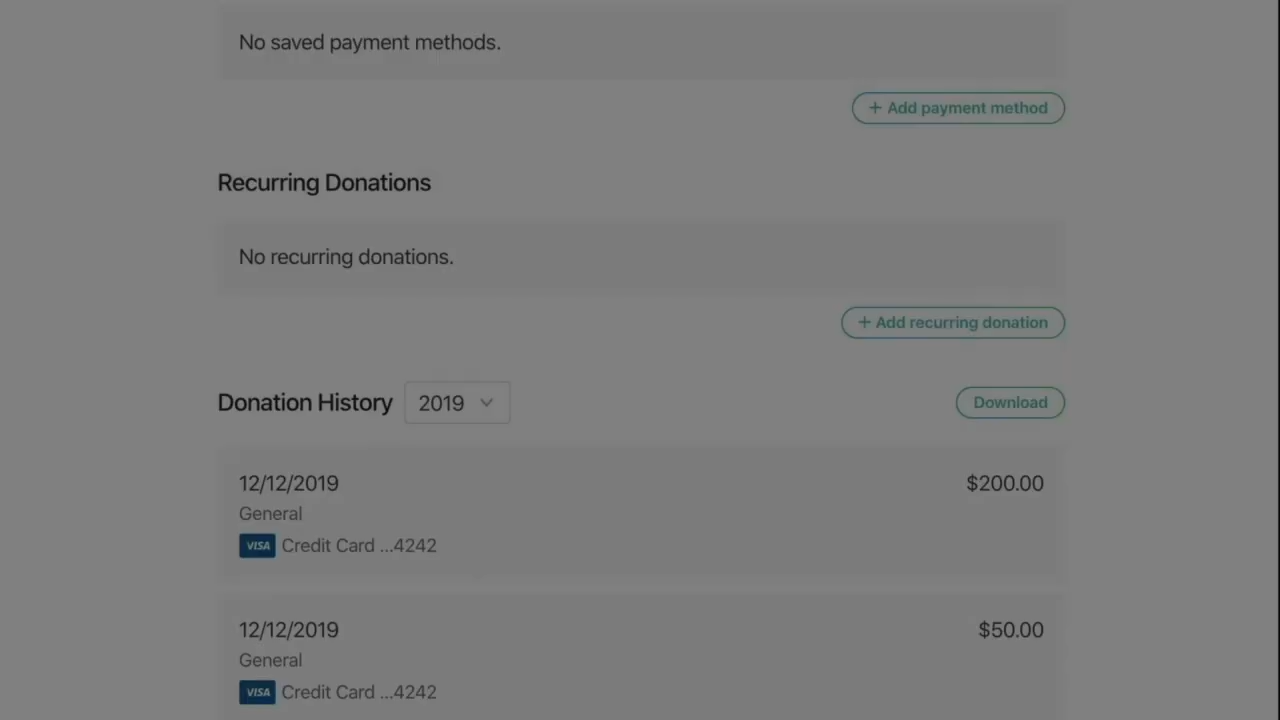 No saved payment methods.
+ Add payment method
Recurring Donations
No recurring donations.
+ Add recurring donation
Donation History 2019 Download
12/12/2019 $200.00
General
VISA Credit Card ...4242
12/12/2019 $50.00
General
VISA Credit Card ...4242